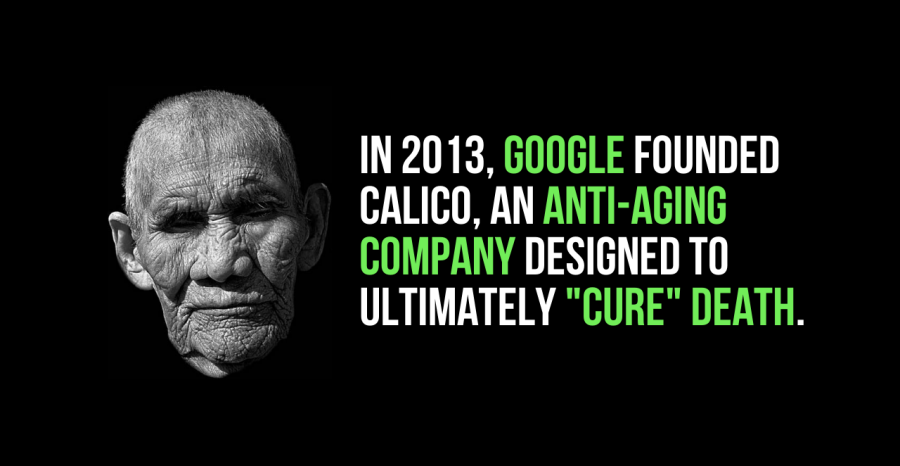 IN 2013, GOOGLE FOUNDED
CALICO, AN ANTI-AGING
COMPANY DESIGNED TO
ULTIMATELY "CURE" DEATH.